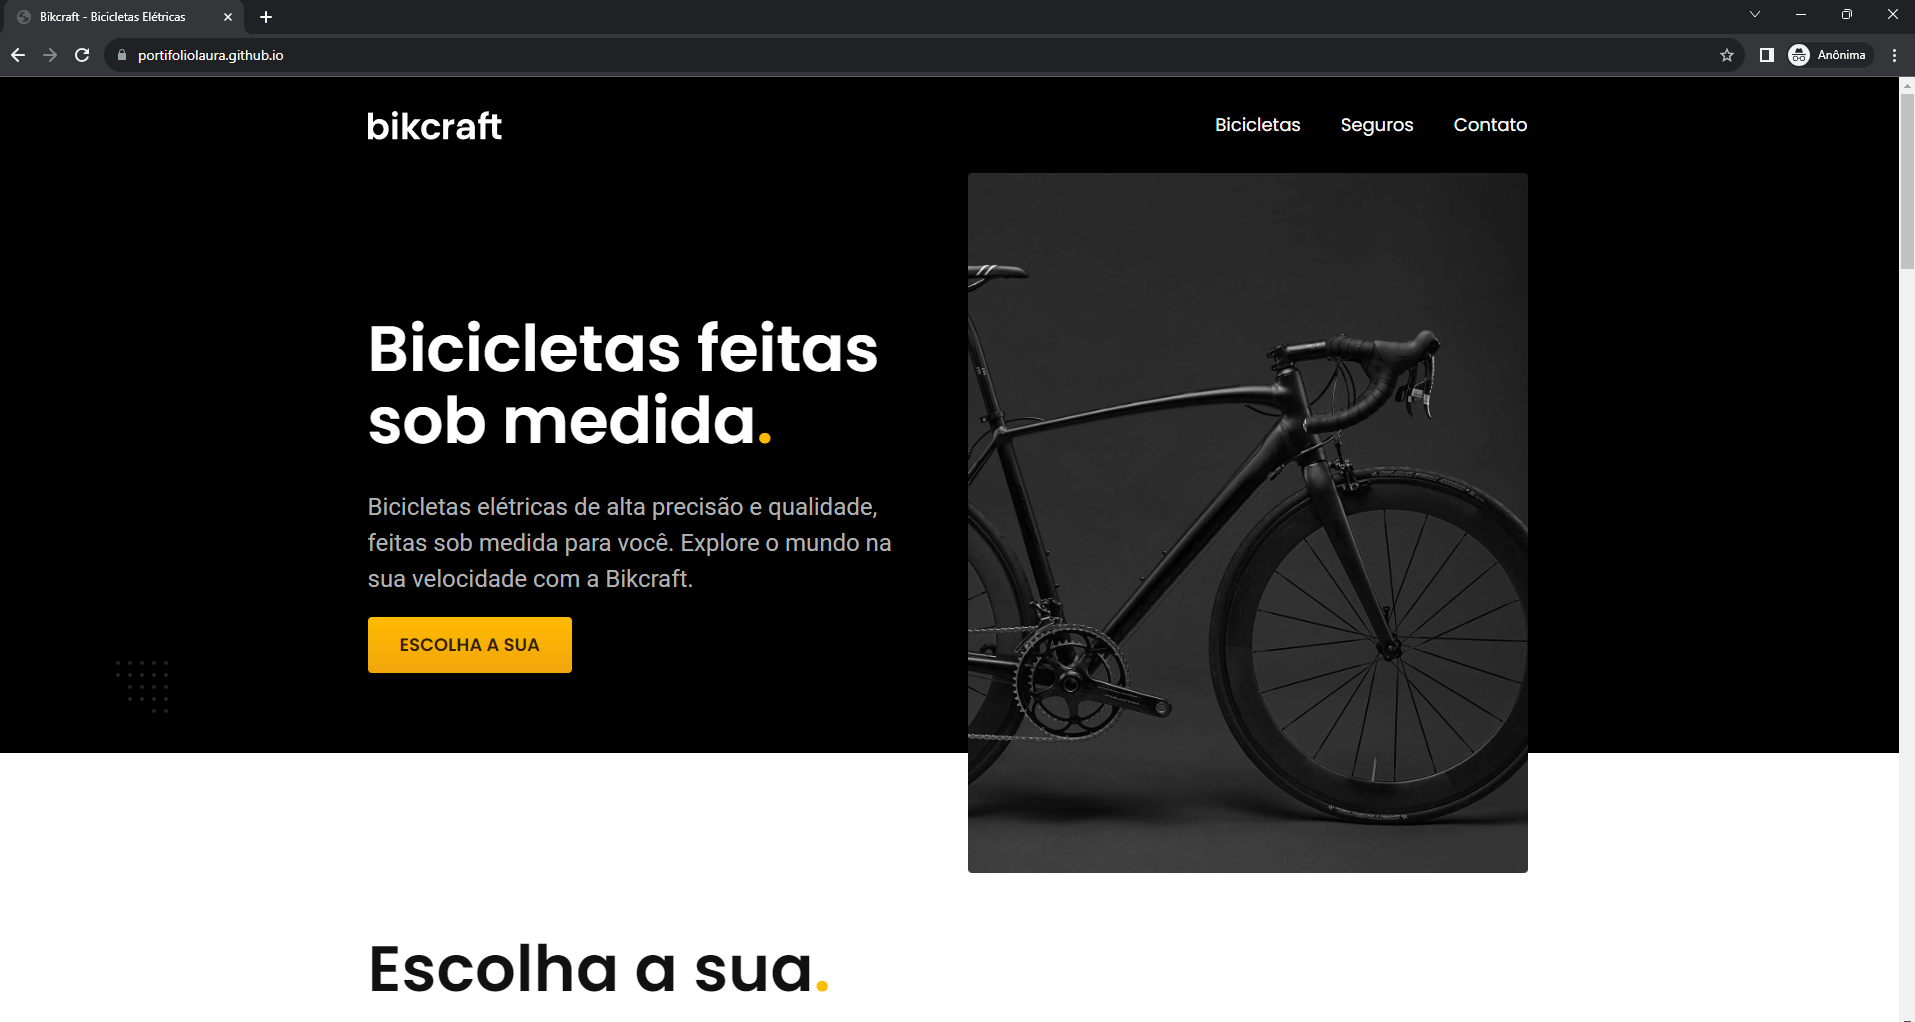 Bikcraft - Bicicletas Elétricas
portifoliolaura.github.io
Anônima
bikcraft
Bicicletas Seguros Contato
Bicicletas feitas
sob medida.
Bicicletas elétricas de alta precisão e qualidade,
feitas sob medida para você. Explore o mundo na
sua velocidade com a Bikcraft.
ESCOLHA A SUA
Escolha a sua.